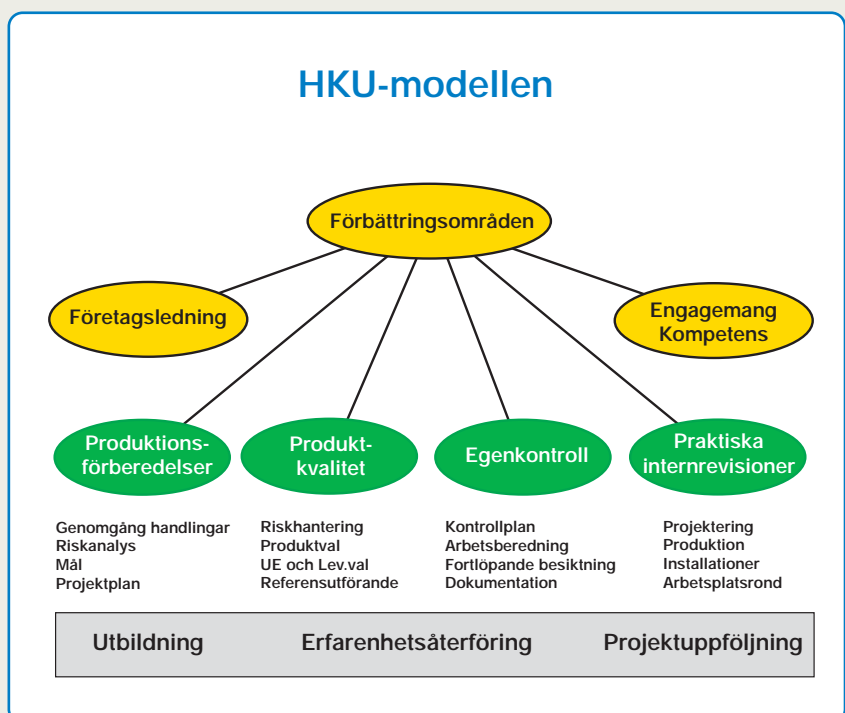 HKU-modellen
Förbättringsområden
Företagsledning
Engagemang
Kompetens
Produktions-
förberedelser
Produkt-
kvalitet
Egenkontroll
Praktiska
internrevisioner
Genomgång handlingar
Riskanalys
Mål
Projektplan
Riskhantering
Produktval
UE och Lev.val
Referensutförande
Kontrollplan
Arbetsberedning
Fortlöpande besiktning
Dokumentation
Projektering
Produktion
Installationer
Arbetsplatsrond
Utbildning Erfarenhetsåterföring Projektuppföljning